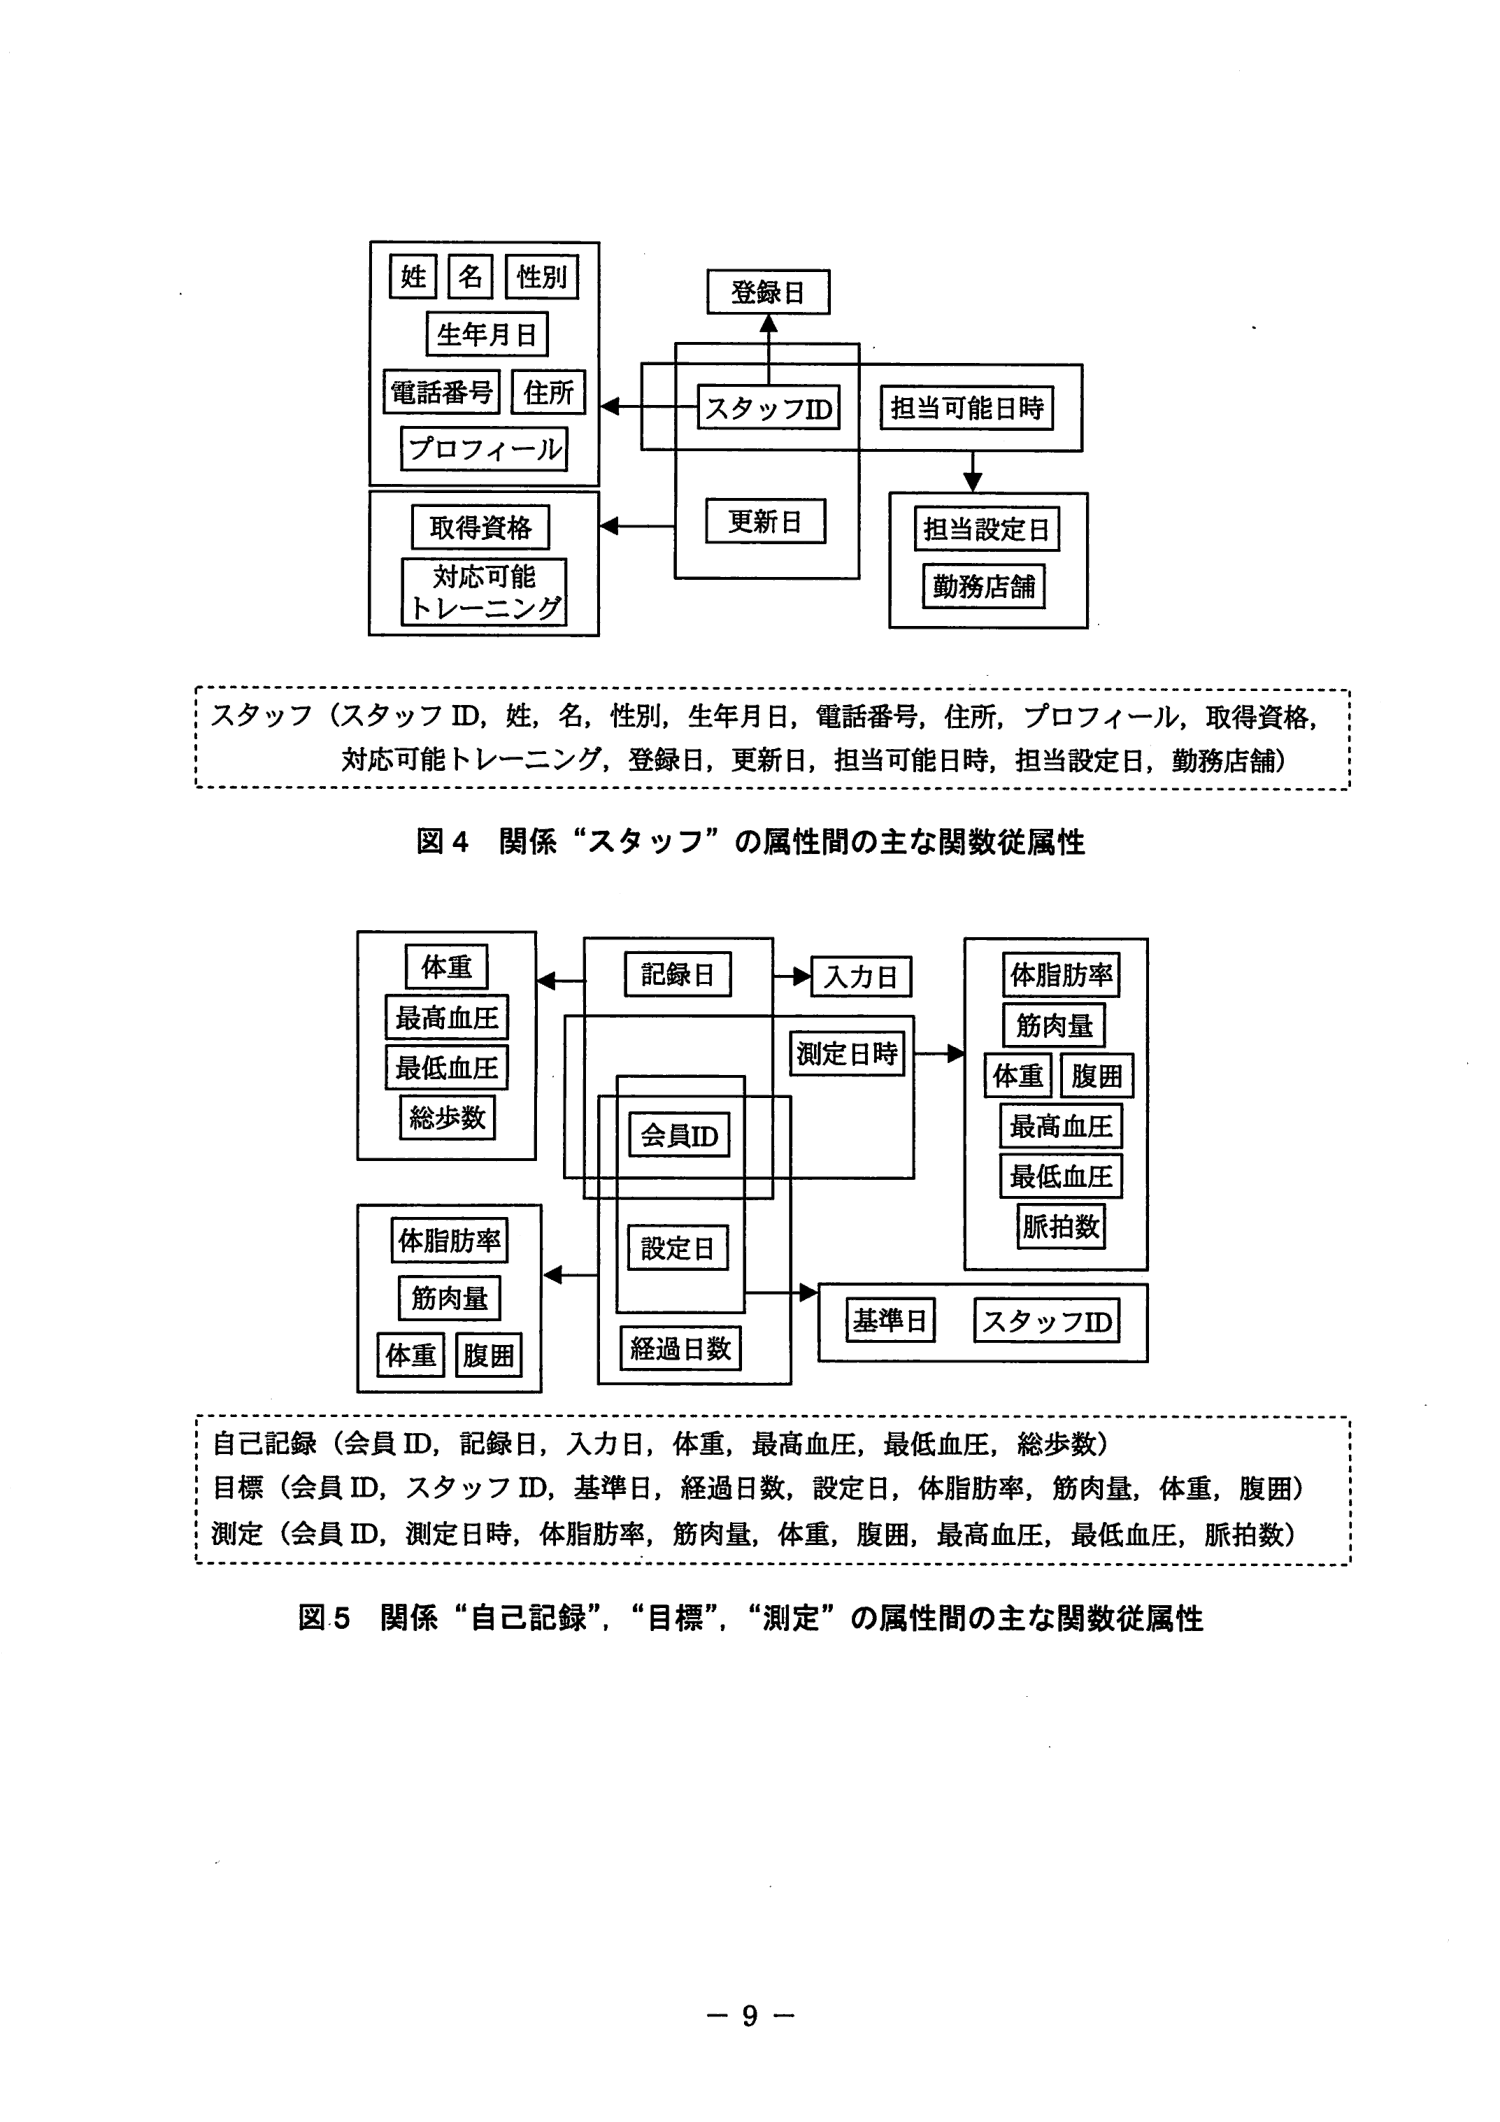 姓 名 性別
生年月日
電話番号 住所
プロフィール
取得資格
対応可能
トレーニング
登録日
スタッフID
担当可能日時
更新日
担当設定日
勤務店舗
スタッフ（スタッフ ID，姓，名，性別，生年月日，電話番号，住所，プロフィール，取得資格，
対応可能トレーニング，登録日，更新日，担当可能日時，担当設定日，勤務店舗）
図４　関係“スタッフ”の属性間の主な関数従属性
体重
最高血圧
最低血圧
総歩数
記録日
入力日
測定日時
会員ID
設定日
経過日数
体脂肪率
筋肉量
体重 腹囲
最高血圧
最低血圧
脈拍数
体脂肪率
筋肉量
体重 腹囲
基準日 スタッフID
自己記録（会員 ID，記録日，入力日，体重，最高血圧，最低血圧，総歩数）
目標（会員 ID，スタッフ ID，基準日，経過日数，設定日，体脂肪率，筋肉量，体重，腹囲）
測定（会員 ID，測定日時，体脂肪率，筋肉量，体重，腹囲，最高血圧，最低血圧，脈拍数）
図５　関係“自己記録”，“目標”，“測定”の属性間の主な関数従属性
－ 9 －